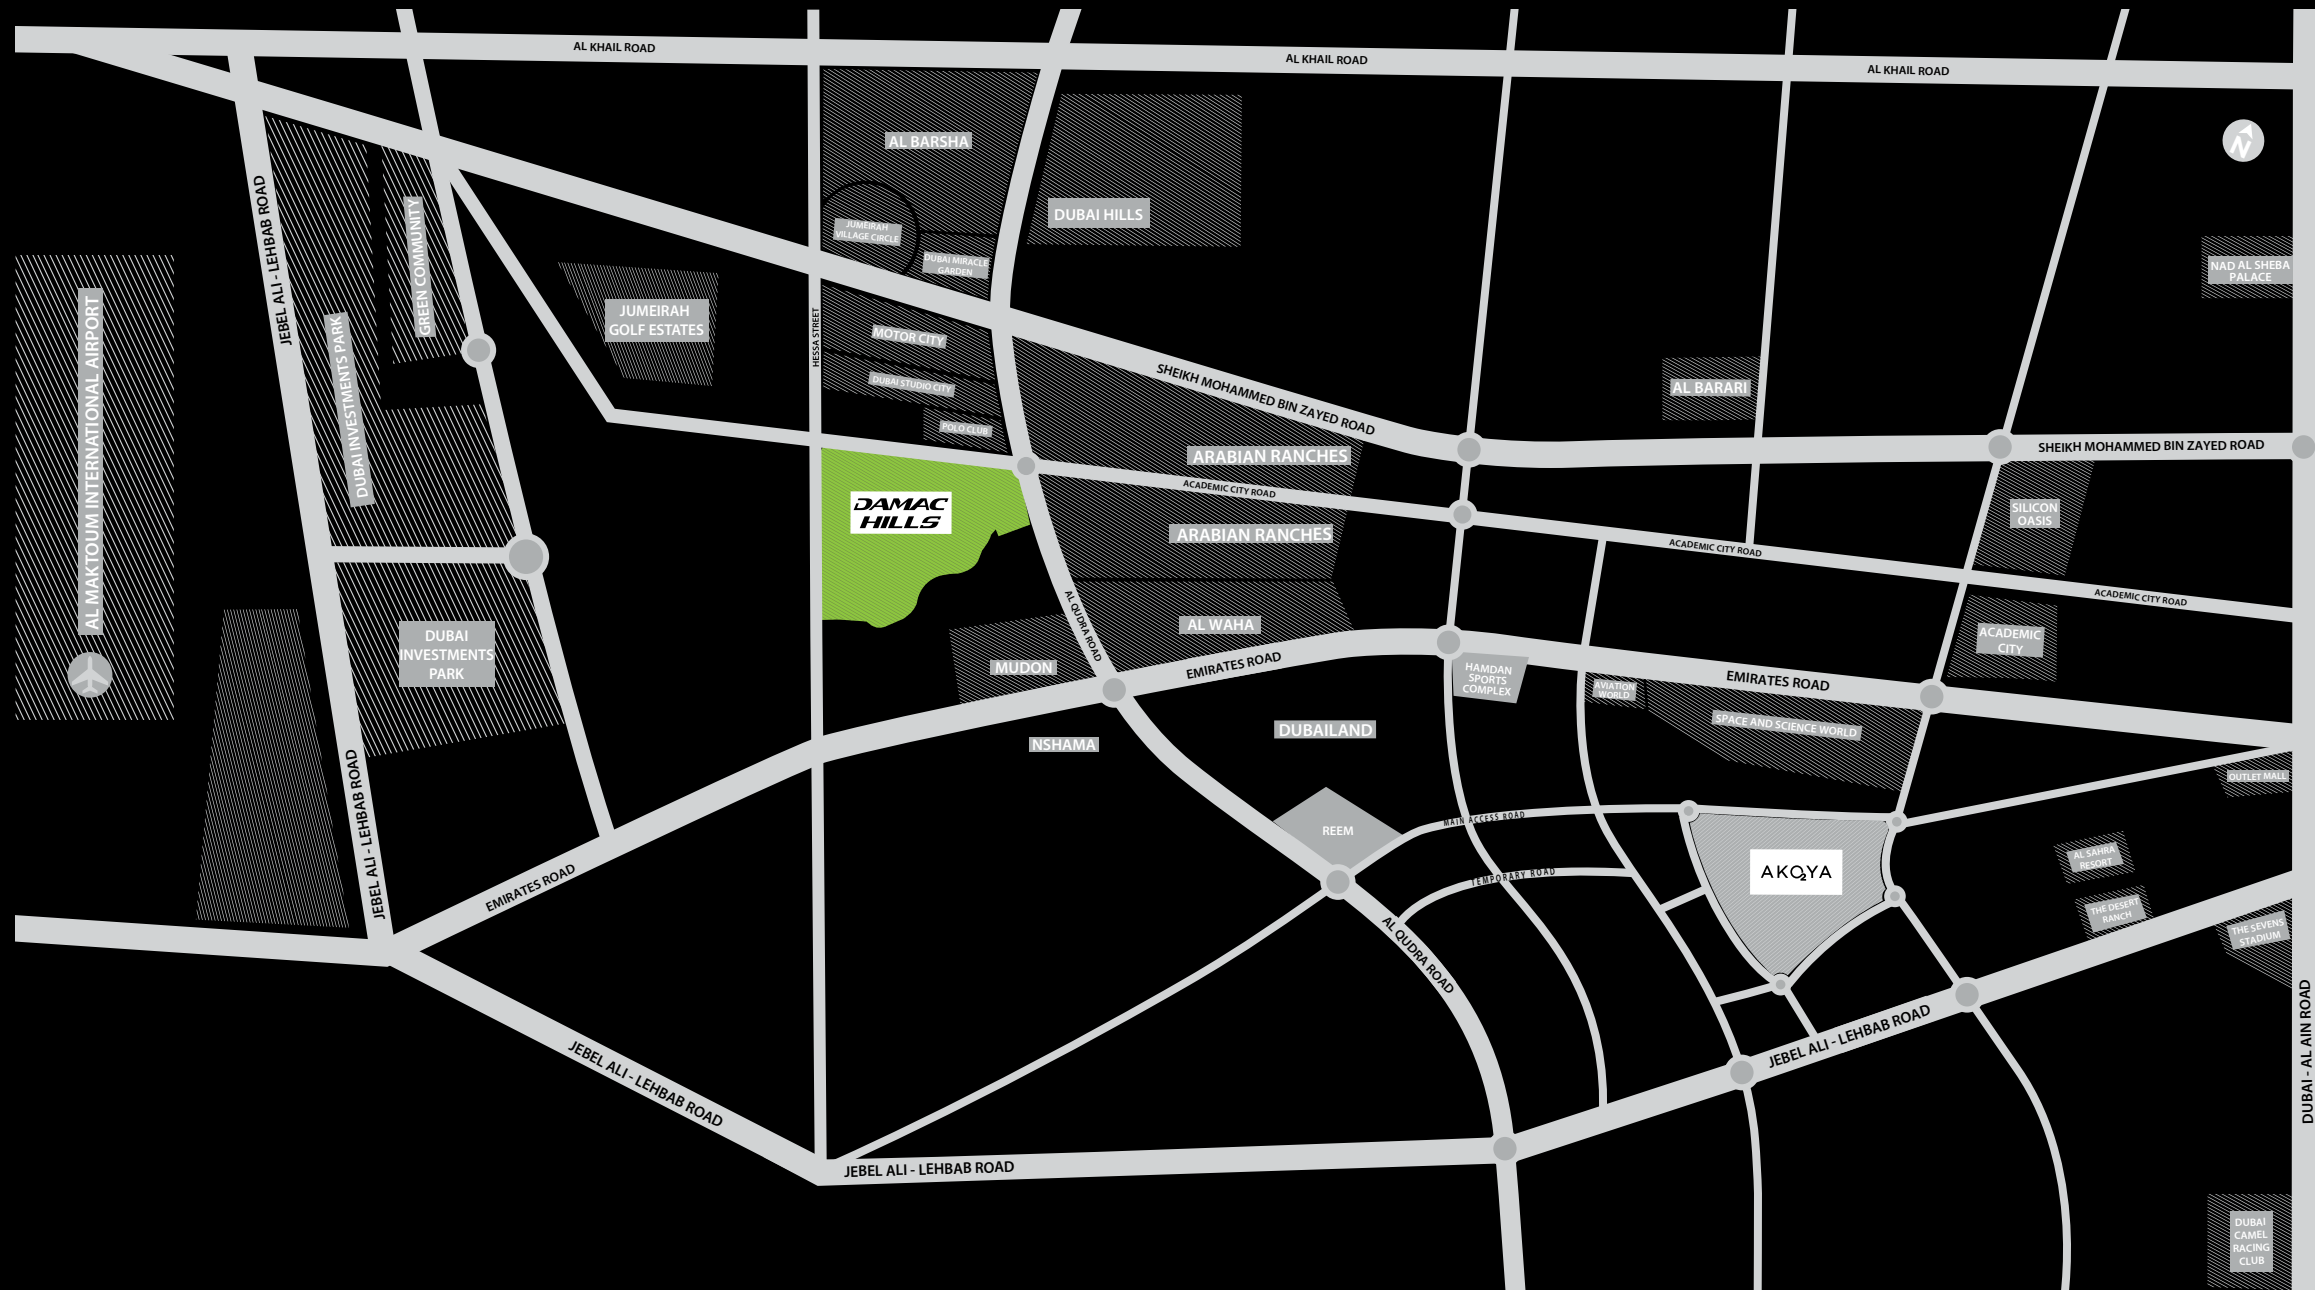 AL KHAIL ROAD
AL KHAIL ROAD
AL KHAIL ROAD
N
AL BARSHA
JEBEL ALI - LEHBAB ROAD
GREEN COMMUNITY
DUBAI HILLS
JUMEIRAH
VILLAGE CIRCLE
DUBAI MIRACLE
GARDEN
NAD AL SHEBA
PALACE
AL MAKTOUM INTERNATIONAL AIRPORT
DUBAI INVESTMENTS PARK
JUMEIRAH
GOLF ESTATES
HESSA STREET
MOTOR CITY
DUBAI STUDIO CITY
POLO CLUB
SHEIKH MOHAMMED BIN ZAYED ROAD
AL BARARI
SHEIKH MOHAMMED BIN ZAYED ROAD
ARABIAN RANCHES
ACADEMIC CITY ROAD
DAMAC
HILLS
ARABIAN RANCHES
SILICON
OASIS
ACADEMIC CITY ROAD
ACADEMIC CITY ROAD
AL QUDRA ROAD
AL WAHA
ACADEMIC
CITY
DUBAI
INVESTMENTS
PARK
MUDON
EMIRATES ROAD
HAMDAN
SPORTS
COMPLEX
AVIATION
WORLD
EMIRATES ROAD
SPACE AND SCIENCE WORLD
NSHAMA
DUBAILAND
OUTLET MALL
JEBEL ALI - LEHBAB ROAD
REEM
MAIN ACCESS ROAD
TEMPORARY ROAD
AKO2YA
AL SAHRA
RESORT
THE DESERT
RANCH
THE SEVENS
STADIUM
EMIRATES ROAD
AL QUDRA ROAD
JEBEL ALI - LEHBAB ROAD
JEBEL ALI - LEHBAB ROAD
DUBAI - AL AIN ROAD
JEBEL ALI - LEHBAB ROAD
DUBAI
CAMEL
RACING
CLUB